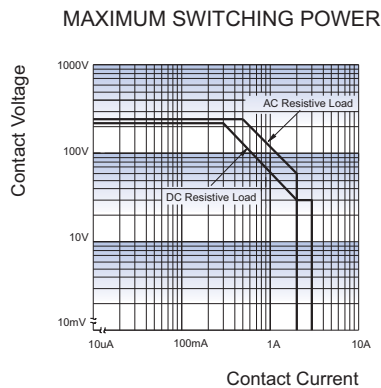 MAXIMUM SWITCHING POWER
Contact Voltage
1000V
AC Resistive Load
100V
DC Resistive Load
10V
10mV
10uA 100mA 1A 10A
Contact Current